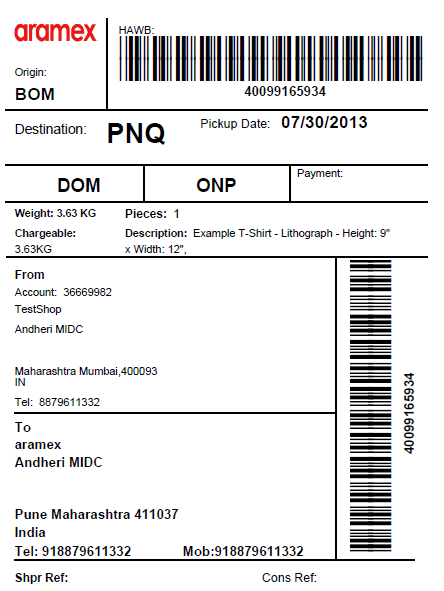 aramex
HAWB:
40099165934
Origin:
BOM
Destination: PNQ
Pickup Date: 07/30/2013
DOM
ONP
Payment:
Weight: 3.63 KG
Pieces: 1
Chargeable:
3.63KG
Description: Example T-Shirt - Lithograph - Height: 9"
x Width: 12",
From
Account: 36669982
TestShop
Andheri MIDC
Maharashtra Mumbai,400093
IN
Tel: 8879611332
40099165934
To
aramex
Andheri MIDC
Pune Maharashtra 411037
India
Tel: 918879611332 Mob:918879611332
Shpr Ref:
Cons Ref: